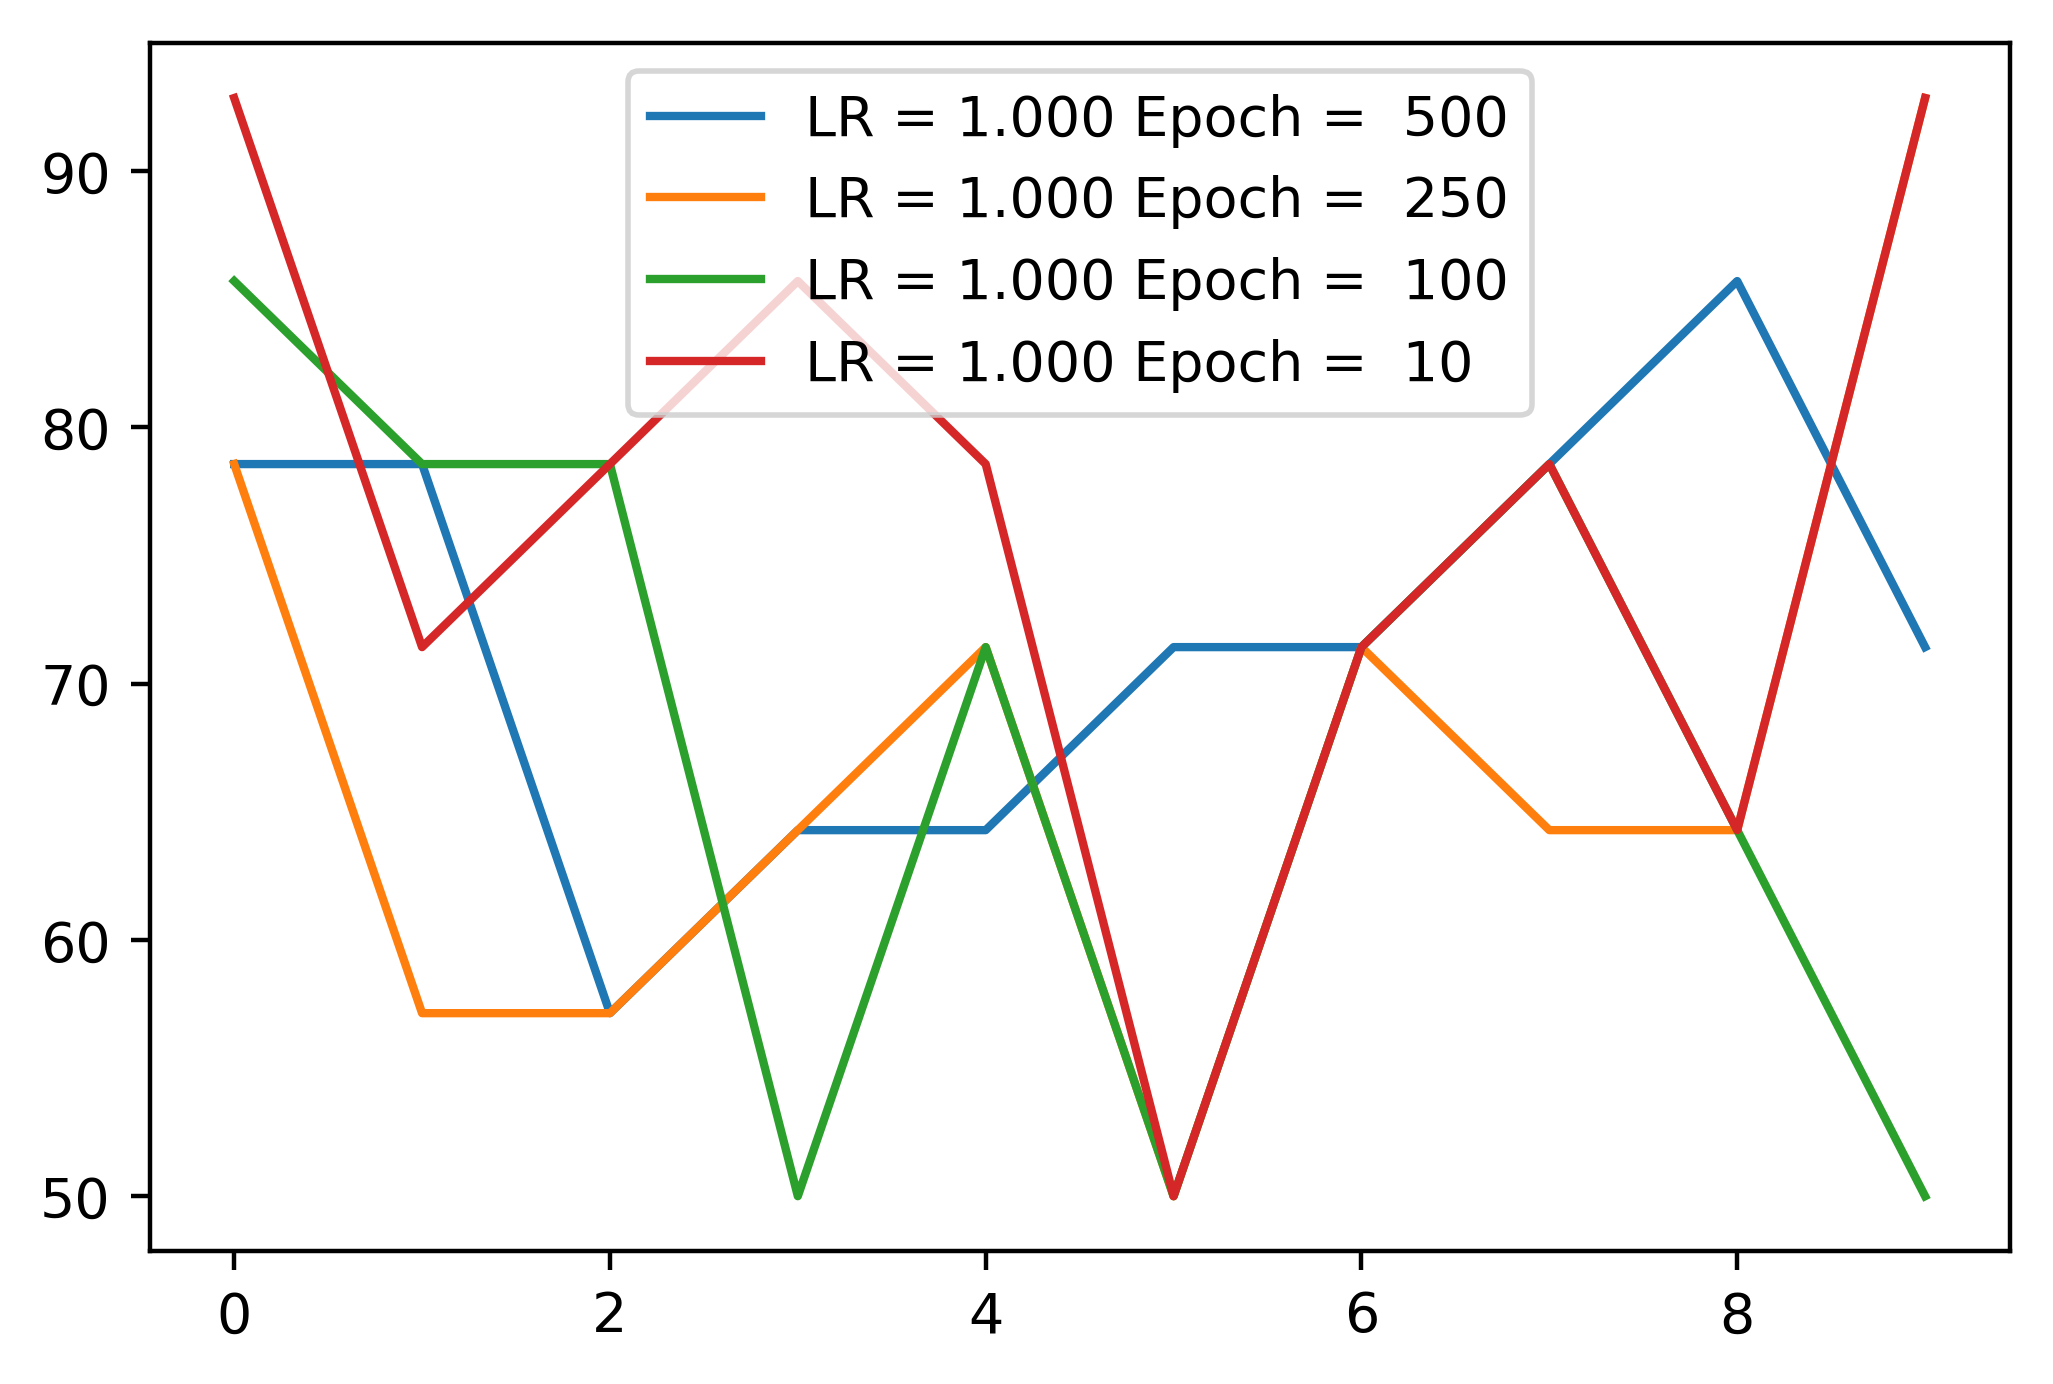 LR = 1.000 Epoch =  500
LR = 1.000 Epoch =  250
LR = 1.000 Epoch =  100
LR = 1.000 Epoch =  10
90
80
70
60
50
0 2 4 6 8